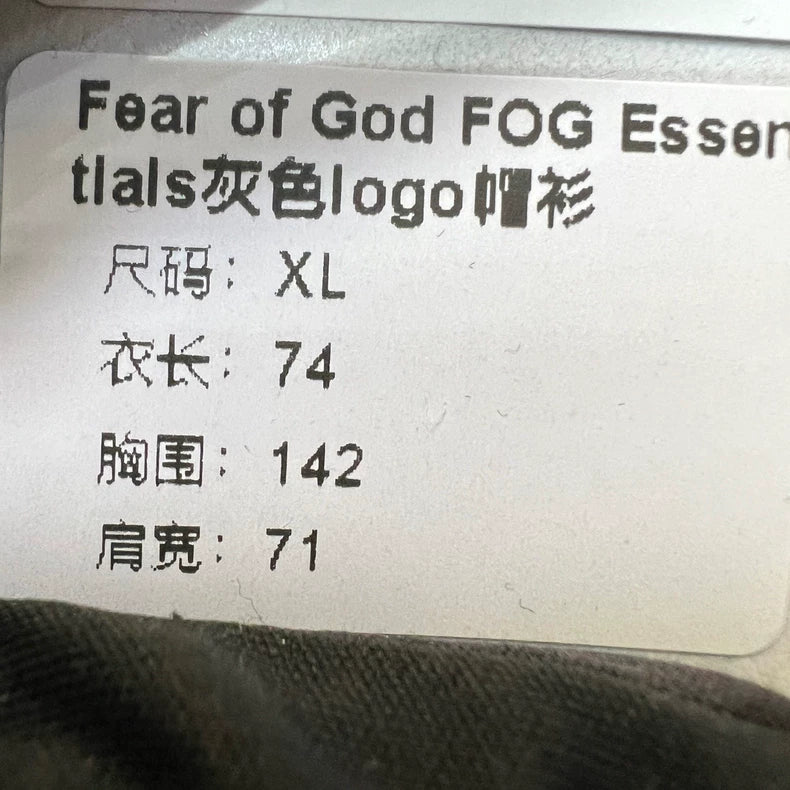 Fear of God FOG Essen
tials灰色logo帽衫
尺码：XL
衣长：74
胸围：142
肩宽：71